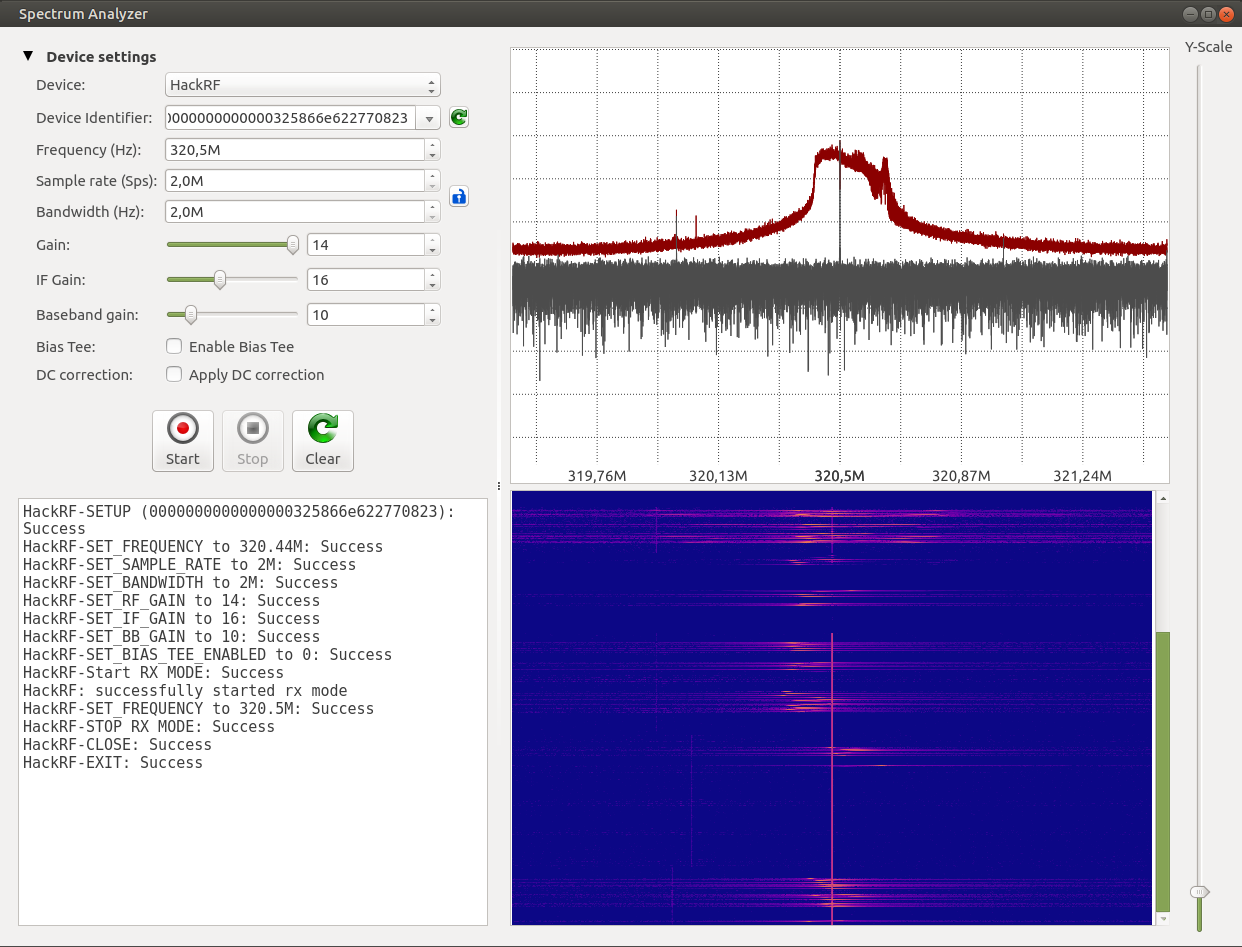 Spectrum Analyzer
Device settings
Device: HackRF
Device Identifier: 000000000000325866e622770823
Frequency (Hz): 320,5M
Sample rate (Sps): 2,0M
Bandwidth (Hz): 2,0M
Gain: 14
IF Gain: 16
Baseband gain: 10
Bias Tee: Enable Bias Tee
DC correction: Apply DC correction
Start Stop Clear
HackRF-SETUP (0000000000000000325866e622770823):
Success
HackRF-SET_FREQUENCY to 320.44M: Success
HackRF-SET_SAMPLE_RATE to 2M: Success
HackRF-SET_BANDWIDTH to 2M: Success
HackRF-SET_RF_GAIN to 14: Success
HackRF-SET_IF_GAIN to 16: Success
HackRF-SET_BB_GAIN to 10: Success
HackRF-SET_BIAS_TEE_ENABLED to 0: Success
HackRF-Start RX MODE: Success
HackRF: successfully started rx mode
HackRF-SET_FREQUENCY to 320.5M: Success
HackRF-STOP RX MODE: Success
HackRF-CLOSE: Success
HackRF-EXIT: Success
Y-Scale
319,76M 320,13M 320,5M 320,87M 321,24M